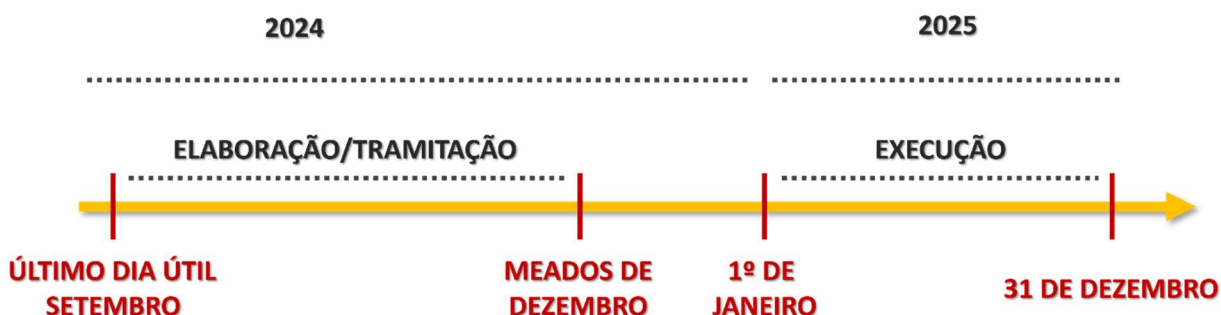 2024
2025
ELABORAÇÃO/TRAMITAÇÃO
EXECUÇÃO
ÚLTIMO DIA ÚTIL
SETEMBRO
MEADOS DE
DEZEMBRO
1º DE
JANEIRO
31 DE DEZEMBRO